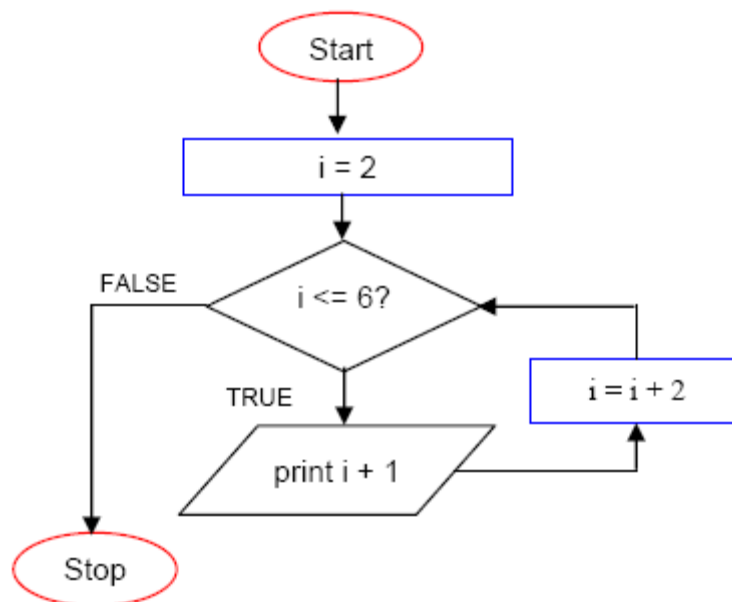 Start
i = 2
FALSE
i <= 6?
TRUE
i = i + 2
print i + 1
Stop